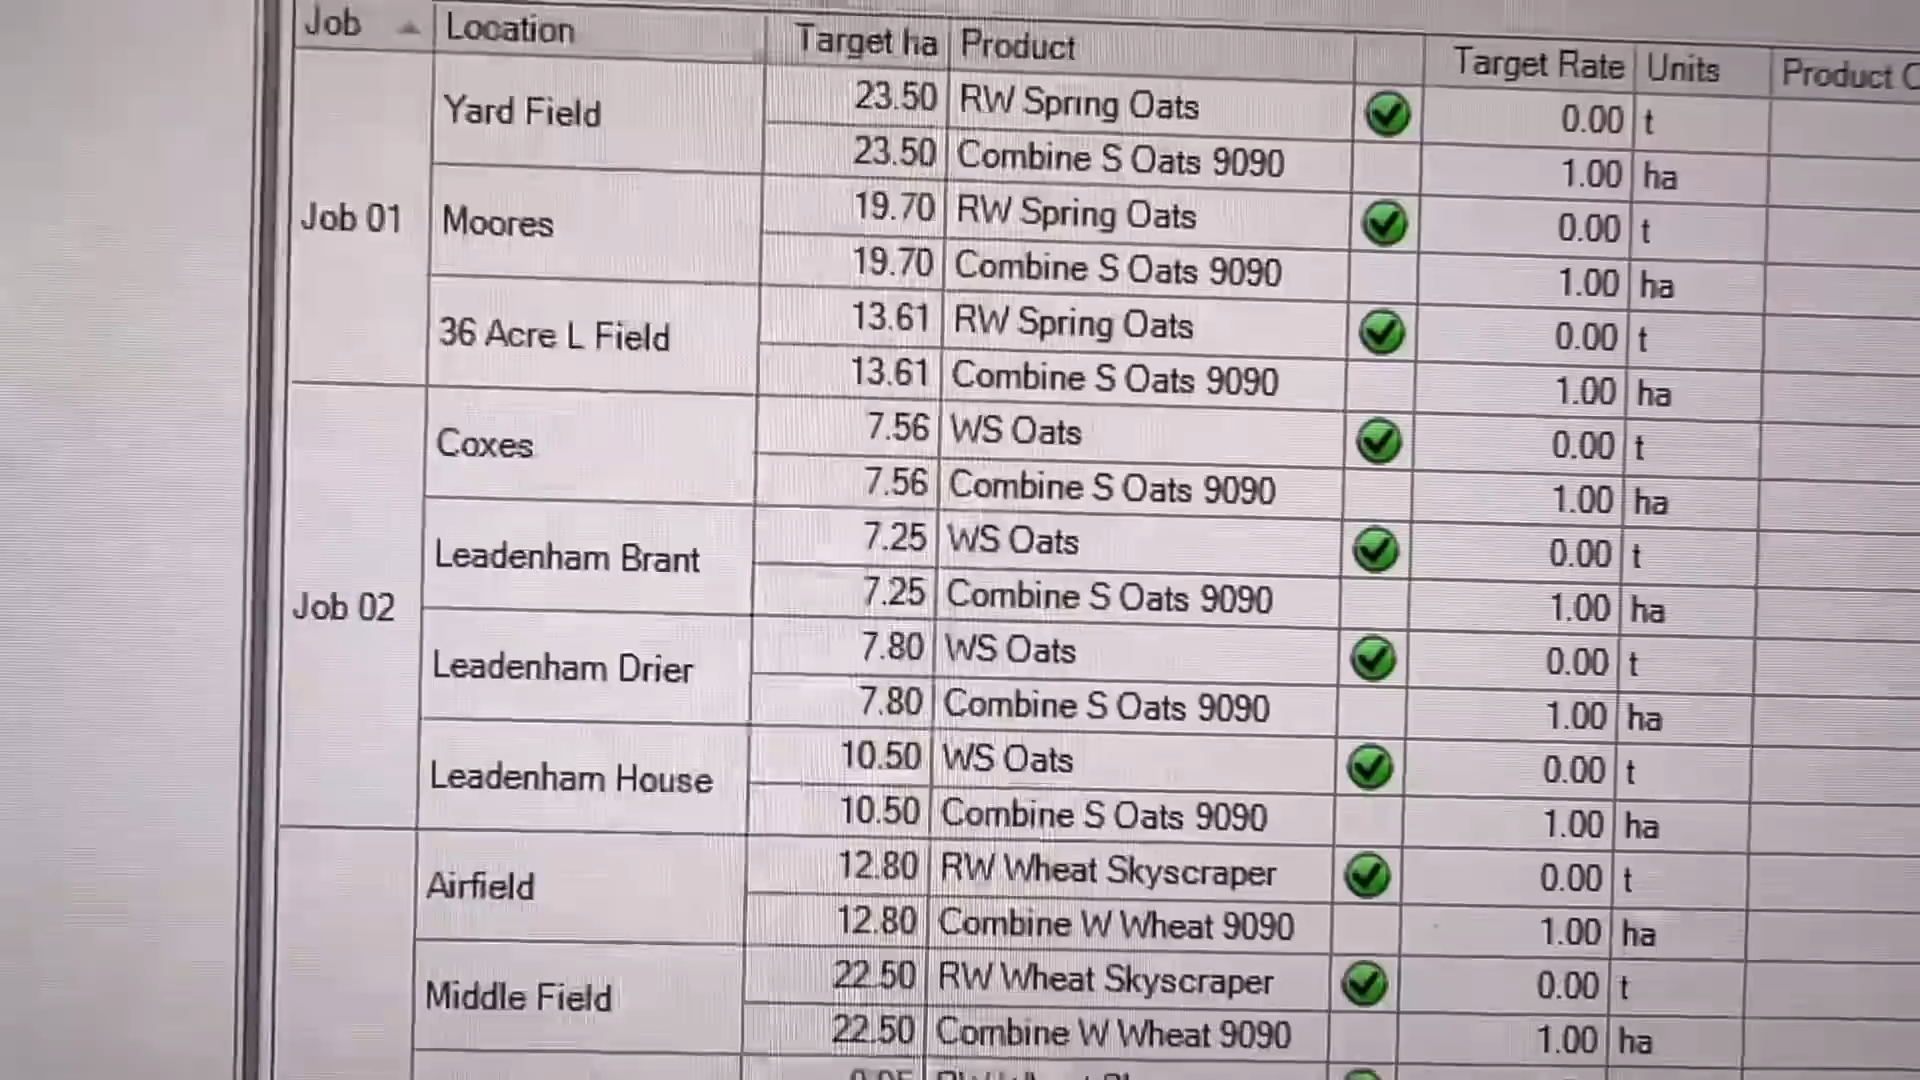 Job Location Target ha Product Target Rate Units Product
Job 01 Yard Field 23.50 RW Spring Oats 0.00 t
23.50 Combine S Oats 9090 1.00 ha
Moores 19.70 RW Spring Oats 0.00 t
19.70 Combine S Oats 9090 1.00 ha
36 Acre L Field 13.61 RW Spring Oats 0.00 t
13.61 Combine S Oats 9090 1.00 ha
Job 02 Coxes 7.56 WS Oats 0.00 t
7.56 Combine S Oats 9090 1.00 ha
Leadenham Brant 7.25 WS Oats 0.00 t
7.25 Combine S Oats 9090 1.00 ha
Leadenham Drier 7.80 WS Oats 0.00 t
7.80 Combine S Oats 9090 1.00 ha
Leadenham House 10.50 WS Oats 0.00 t
10.50 Combine S Oats 9090 1.00 ha
Airfield 12.80 RW Wheat Skyscraper 0.00 t
12.80 Combine W Wheat 9090 1.00 ha
Middle Field 22.50 RW Wheat Skyscraper 0.00 t
22.50 Combine W Wheat 9090 1.00 ha